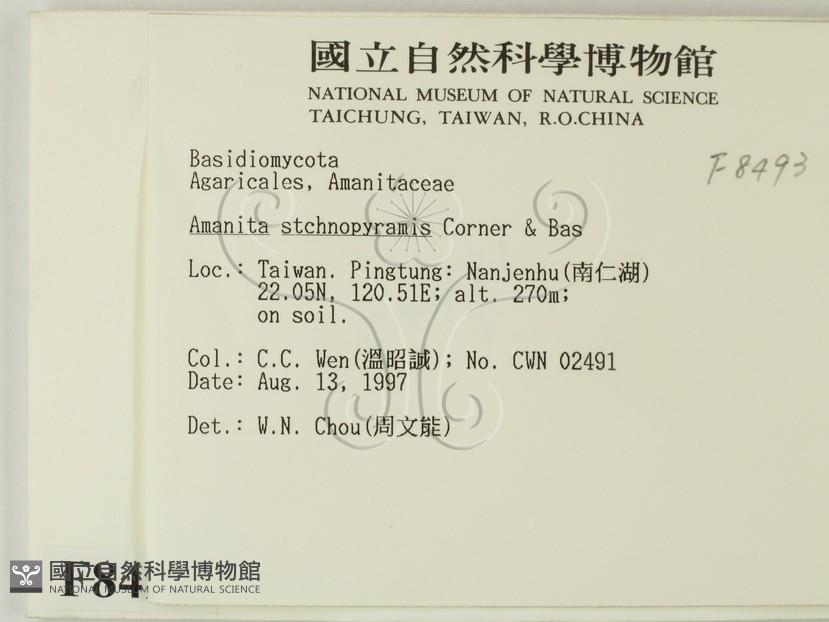 國立自然科學博物館
NATIONAL MUSEUM OF NATURAL SCIENCE
TAICHUNG, TAIWAN, R.O.CHINA
F8493
Basidiomycota
Agaricales, Amanitaceae
Amanita stchnopyramis Corner & Bas
Loc.: Taiwan. Pingtung: Nanjenhu(南仁湖)
22.05N, 120.51E; alt. 270m;
on soil.
Col.: C.C. Wen(溫昭誠); No. CWN 02491
Date: Aug. 13, 1997
Det.: W.N. Chou(周文能)
F84
國立自然科學博物館
NATIONAL MUSEUM OF NATURAL SCIENCE